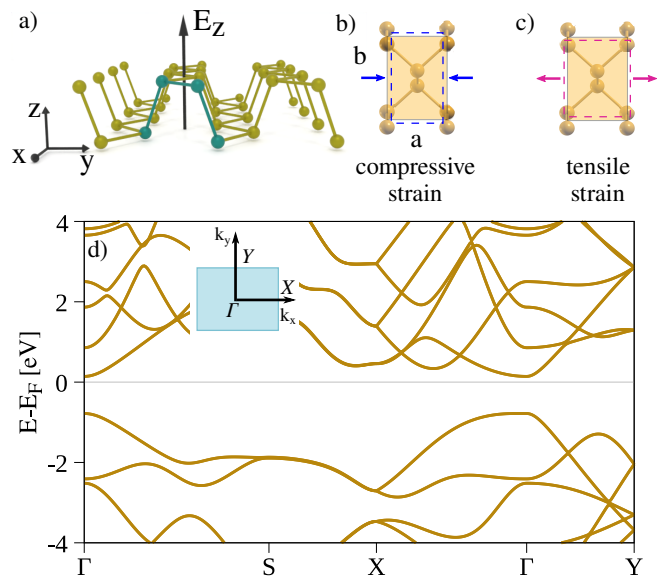 a)
E_Z
z
x
y
b)
b
a
compressive
strain
c)
tensile
strain
d)
k_y
Y
X
Γ
k_x
E-E_F [eV]
4
2
0
-2
-4
Γ
S
X
Γ
Y